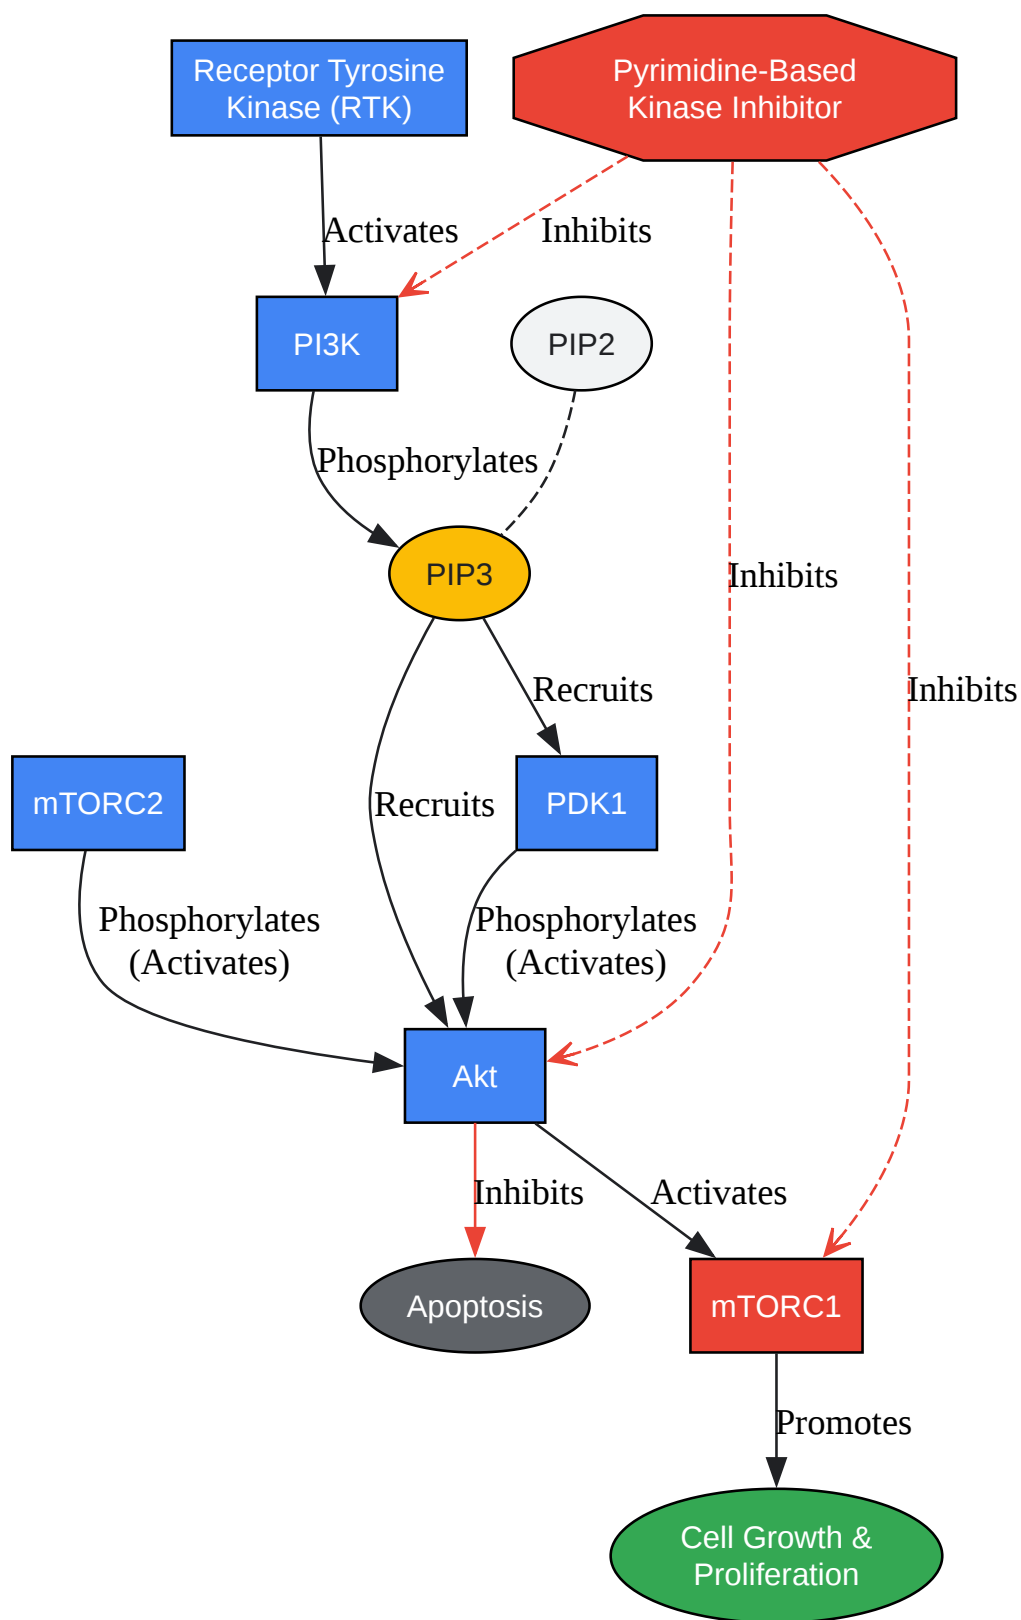 Receptor Tyrosine
Kinase (RTK)
Pyrimidine-Based
Kinase Inhibitor
Activates
Inhibits
PI3K
PIP2
Phosphorylates
PIP3
Inhibits
Recruits
Inhibits
mTORC2
Recruits
PDK1
Phosphorylates
(Activates)
Phosphorylates
(Activates)
Akt
Inhibits
Activates
Apoptosis
mTORC1
Promotes
Cell Growth &
Proliferation